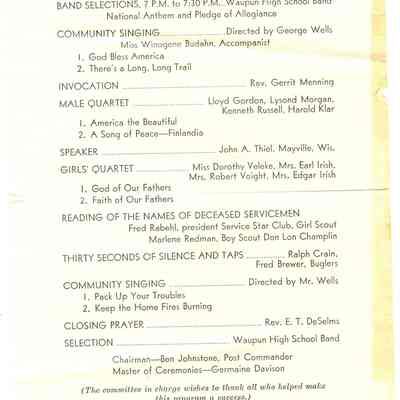 BAND SELECTIONS, 7 P.M. to 7:30 P.M. Waupun High School Band
National Anthem and Pledge of Allegiance
COMMUNITY SINGING Directed by George Wells
Miss Winogene Budahn, Accompanist
1. God Bless America
2. There's a Long, Long Trail
INVOCATION Rev. Gerrit Menning
MALE QUARTET Lloyd Gordon, Lysond Morgan,
Kenneth Russell, Harold Klar
1. America the Beautiful
2. A Song of Peace—Finlandia
SPEAKER John A. Thiel, Mayville, Wis.
GIRLS' QUARTET Miss Dorothy Veleke, Mrs. Earl Irish,
Mrs. Robert Voight, Mrs. Edgar Irish
1. God of Our Fathers
2. Faith of Our Fathers
READING OF THE NAMES OF DECEASED SERVICEMEN
Fred Rabehl, president Service Star Club, Girl Scout
Marlene Redman, Boy Scout Don Lon Champlin
THIRTY SECONDS OF SILENCE AND TAPS Ralph Crain,
Fred Brewer, Buglers
COMMUNITY SINGING Directed by Mr. Wells
1. Pack Up Your Troubles
2. Keep the Home Fires Burning
CLOSING PRAYER Rev. E. T. DeSelms
SELECTION Waupun High School Band
Chairman—Ben Johnstone, Post Commander
Master of Ceremonies—Germaine Davison
(The committee in charge wishes to thank all who helped make
this program a success.)